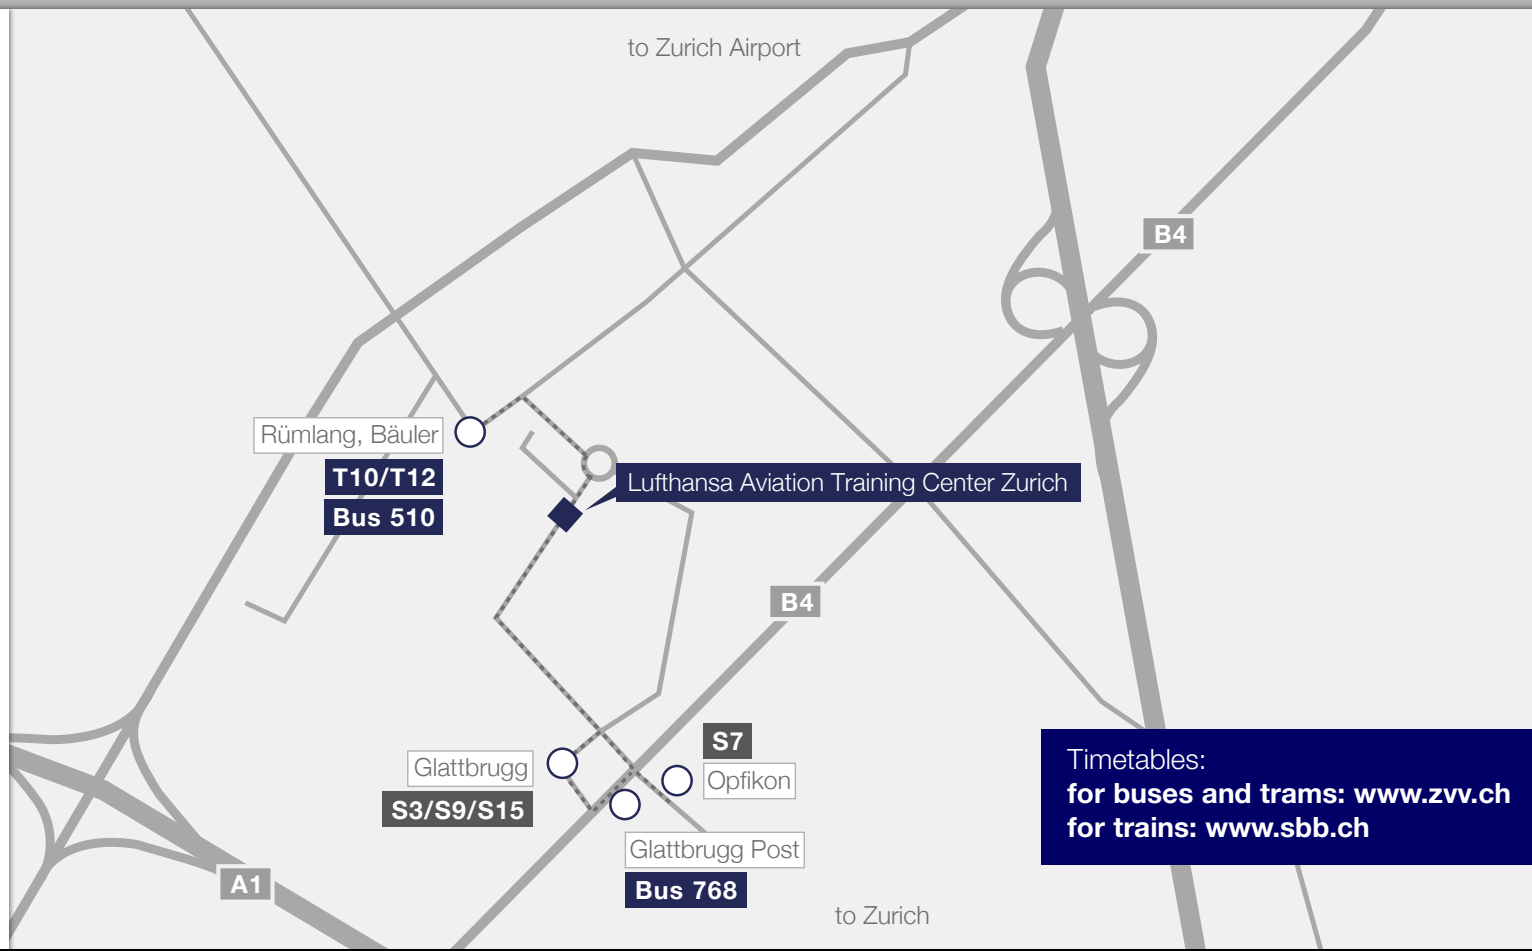 to Zurich Airport
B4
Rümlang, Bäuler
T10/T12
Bus 510
Lufthansa Aviation Training Center Zurich
B4
S7
Glattbrugg
Opfikon
S3/S9/S15
Timetables:
for buses and trams: www.zvv.ch
for trains: www.sbb.ch
Glattbrugg Post
A1
Bus 768
to Zurich